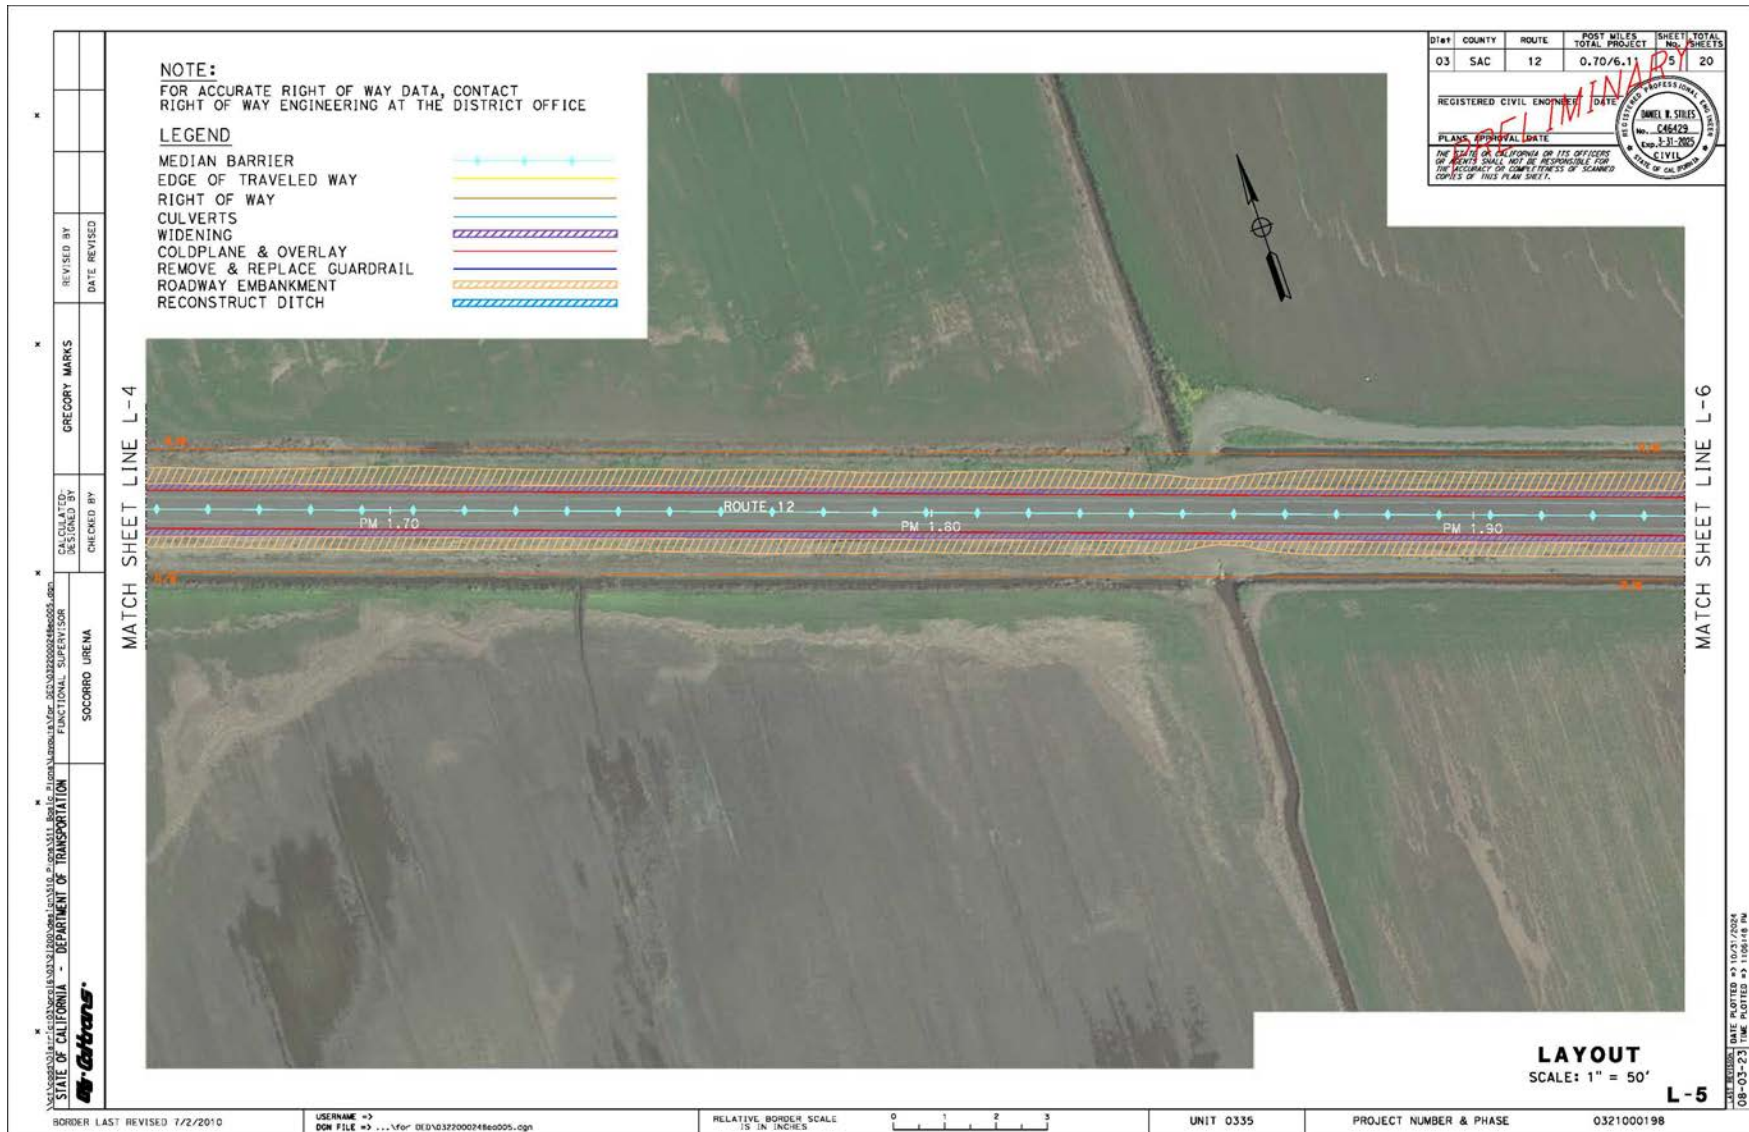 NOTE:
FOR ACCURATE RIGHT OF WAY DATA, CONTACT
RIGHT OF WAY ENGINEERING AT THE DISTRICT OFFICE
LEGEND
MEDIAN BARRIER
EDGE OF TRAVELED WAY
RIGHT OF WAY
CULVERTS
WIDENING
COLDPLANE & OVERLAY
REMOVE & REPLACE GUARDRAIL
ROADWAY EMBANKMENT
RECONSTRUCT DITCH
Dist COUNTY ROUTE POST MILES TOTAL PROJECT SHEET No. TOTAL SHEETS
03 SAC 12 0.70/6.11 5 20
PRELIMINARY
REGISTERED CIVIL ENGINEER DATE
PLANS APPROVAL DATE
THE STATE OF CALIFORNIA OR ITS OFFICERS
OR AGENTS SHALL NOT BE RESPONSIBLE FOR
THE ACCURACY OR COMPLETENESS OF SCANNED
COPIES OF THIS PLAN SHEET.
REGISTERED PROFESSIONAL ENGINEER
DANIEL R. STILES
No. C46429
Exp. 3-31-2025
CIVIL
STATE OF CALIFORNIA
REVISED BY
DATE REVISED
GREGORY MARKS
CALCULATED-
DESIGNED BY
CHECKED BY
FUNCTIONAL SUPERVISOR
SOCORRO URENA
STATE OF CALIFORNIA - DEPARTMENT OF TRANSPORTATION
Caltrans
MATCH SHEET LINE L-4
R/W
R/W
ROUTE 12
PM 1.70
PM 1.80
PM 1.90
R/W
R/W
MATCH SHEET LINE L-6
LAYOUT
SCALE: 1" = 50'
L-5
LAST REVISION
08-03-23
DATE PLOTTED => 10/31/2024
TIME PLOTTED => 1:06:48 PM
BORDER LAST REVISED 7/2/2010
USERNAME =>
DGN FILE => ...\for DED\0322000248ea005.dgn
RELATIVE BORDER SCALE
IS IN INCHES
0 1 2 3
UNIT 0335
PROJECT NUMBER & PHASE
0321000198